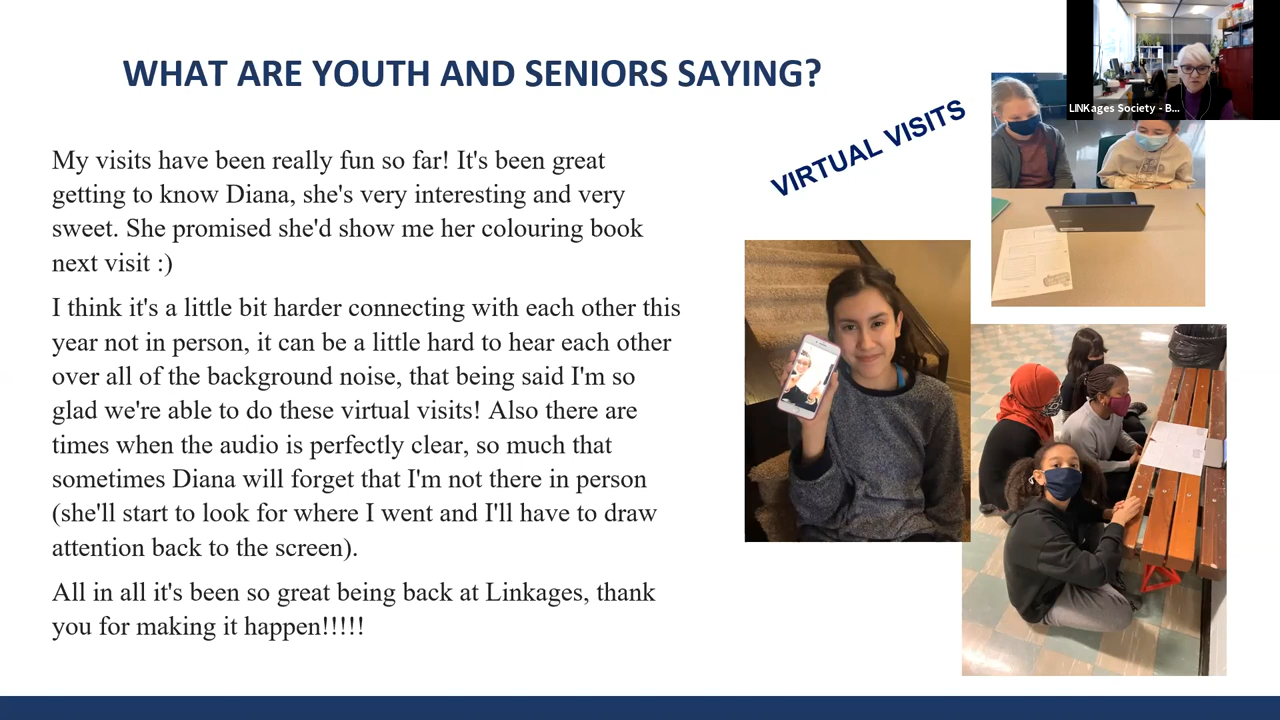 WHAT ARE YOUTH AND SENIORS SAYING?
LINKages Society - B...
VIRTUAL VISITS
My visits have been really fun so far! It's been great
getting to know Diana, she's very interesting and very
sweet. She promised she'd show me her colouring book
next visit :)
I think it's a little bit harder connecting with each other this
year not in person, it can be a little hard to hear each other
over all of the background noise, that being said I'm so
glad we're able to do these virtual visits! Also there are
times when the audio is perfectly clear, so much that
sometimes Diana will forget that I'm not there in person
(she'll start to look for where I went and I'll have to draw
attention back to the screen).
All in all it's been so great being back at Linkages, thank
you for making it happen!!!!!